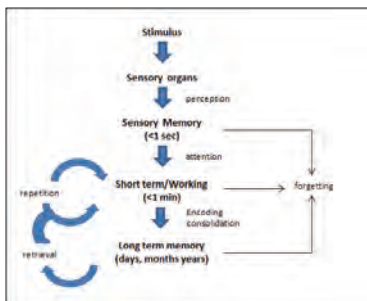 Stimulus
Sensory organs
perception
Sensory Memory
(<1 sec)
attention
Short term/Working
(<1 min)
repetition
forgetting
Encoding
consolidation
Long term memory
(days, months years)
retrieval